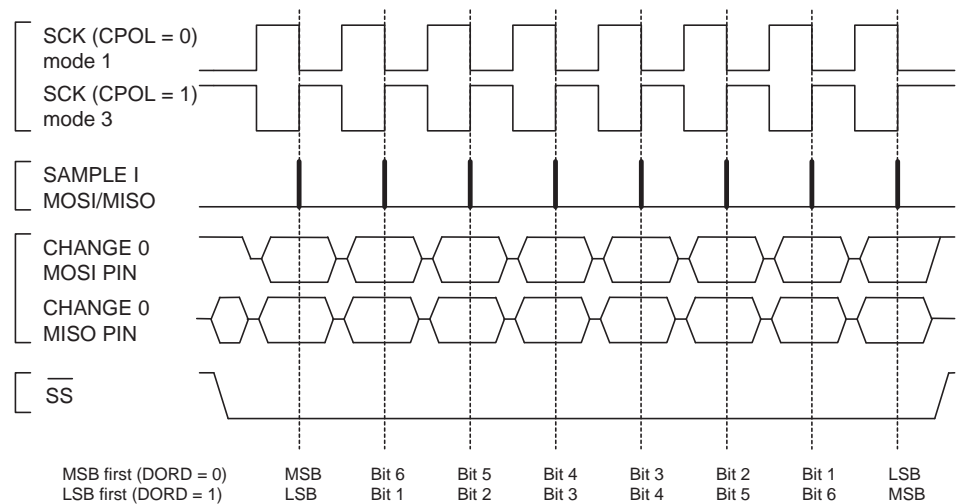 SCK (CPOL = 0)
mode 1
SCK (CPOL = 1)
mode 3
SAMPLE I
MOSI/MISO
CHANGE 0
MOSI PIN
CHANGE 0
MISO PIN
SS
MSB first (DORD = 0) MSB Bit 6 Bit 5 Bit 4 Bit 3 Bit 2 Bit 1 LSB
LSB first (DORD = 1) LSB Bit 1 Bit 2 Bit 3 Bit 4 Bit 5 Bit 6 MSB